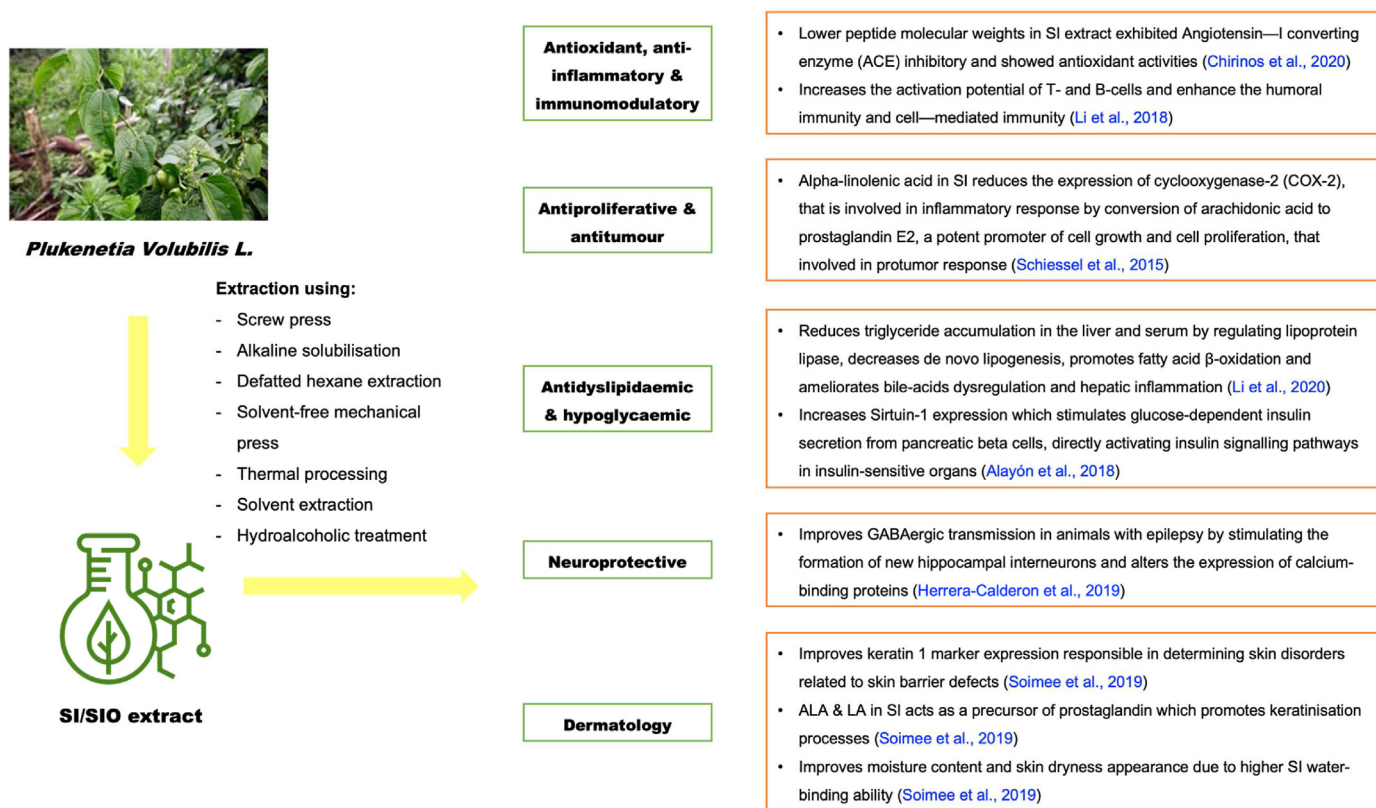 Plukenetia Volubilis L.
Extraction using:
- Screw press
- Alkaline solubilisation
- Defatted hexane extraction
- Solvent-free mechanical
press
- Thermal processing
- Solvent extraction
- Hydroalcoholic treatment
SI/SIO extract
Antioxidant, anti-
inflammatory &
immunomodulatory
• Lower peptide molecular weights in SI extract exhibited Angiotensin—I converting
enzyme (ACE) inhibitory and showed antioxidant activities (Chirinos et al., 2020)
• Increases the activation potential of T- and B-cells and enhance the humoral
immunity and cell—mediated immunity (Li et al., 2018)
Antiproliferative &
antitumour
• Alpha-linolenic acid in SI reduces the expression of cyclooxygenase-2 (COX-2),
that is involved in inflammatory response by conversion of arachidonic acid to
prostaglandin E2, a potent promoter of cell growth and cell proliferation, that
involved in protumor response (Schiessel et al., 2015)
Antidyslipidaemic
& hypoglycaemic
• Reduces triglyceride accumulation in the liver and serum by regulating lipoprotein
lipase, decreases de novo lipogenesis, promotes fatty acid β-oxidation and
ameliorates bile-acids dysregulation and hepatic inflammation (Li et al., 2020)
• Increases Sirtuin-1 expression which stimulates glucose-dependent insulin
secretion from pancreatic beta cells, directly activating insulin signalling pathways
in insulin-sensitive organs (Alayón et al., 2018)
Neuroprotective
• Improves GABAergic transmission in animals with epilepsy by stimulating the
formation of new hippocampal interneurons and alters the expression of calcium-
binding proteins (Herrera-Calderon et al., 2019)
Dermatology
• Improves keratin 1 marker expression responsible in determining skin disorders
related to skin barrier defects (Soimee et al., 2019)
• ALA & LA in SI acts as a precursor of prostaglandin which promotes keratinisation
processes (Soimee et al., 2019)
• Improves moisture content and skin dryness appearance due to higher SI water-
binding ability (Soimee et al., 2019)